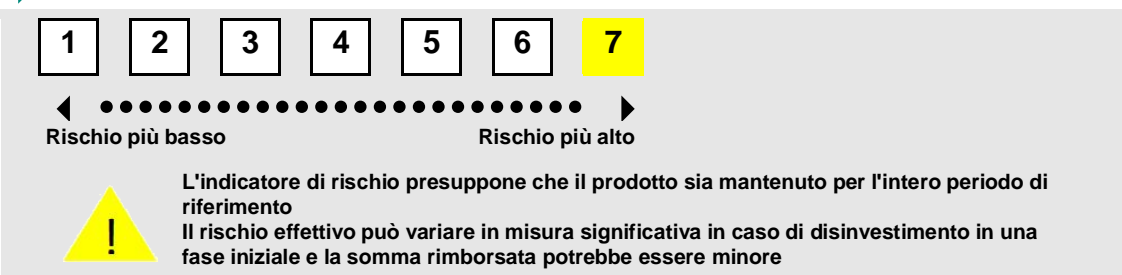 1 2 3 4 5 6 7
Rischio più basso Rischio più alto
L'indicatore di rischio presuppone che il prodotto sia mantenuto per l'intero periodo di
riferimento
Il rischio effettivo può variare in misura significativa in caso di disinvestimento in una
fase iniziale e la somma rimborsata potrebbe essere minore
!